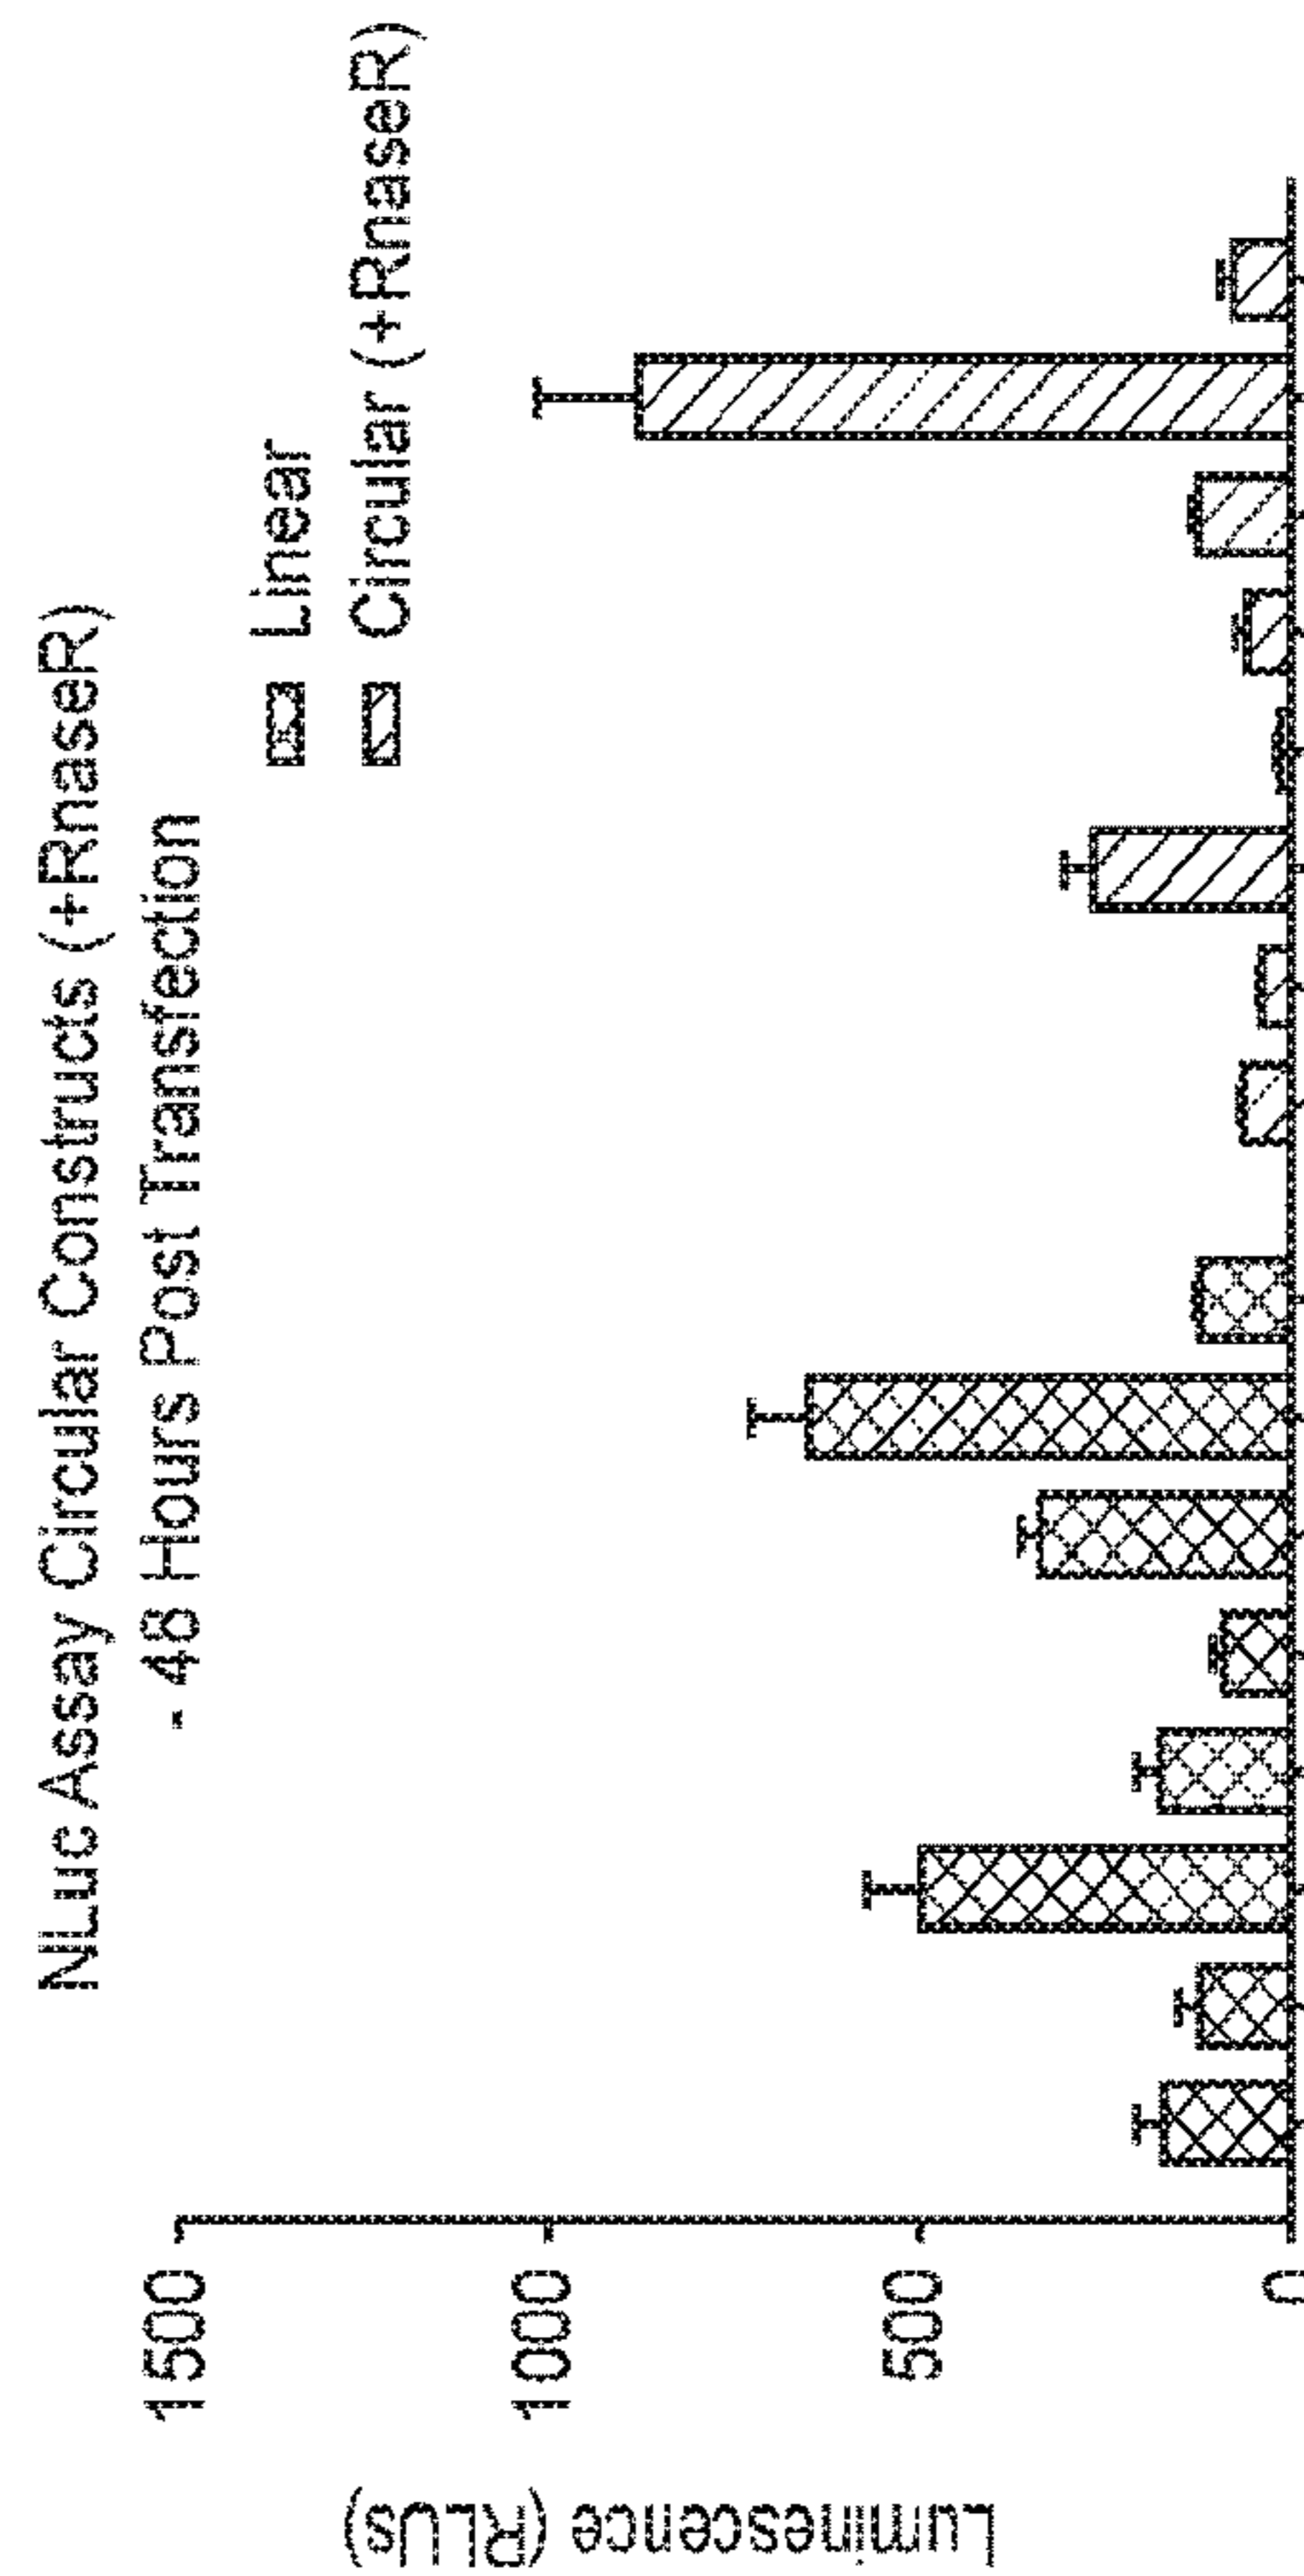 NLuc Assay Circular Constructs (+RnaseR)
- 48 Hours Post Transfection
Linear
Circular (+RnaseR)
Luminescence (RLUs)
1500
1000
500
0